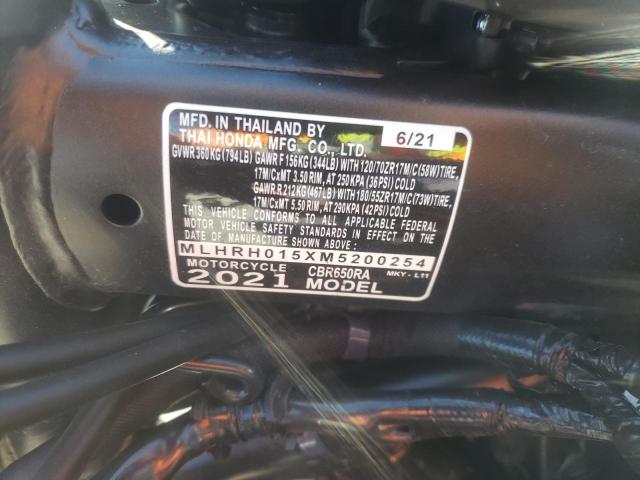 MFD. IN THAILAND BY 6/21
THAI HONDA MFG. CO., LTD.
GVWR 360 KG (794LB) GAWR F 156KG (344LB) WITH 120/70ZR17M/C (58W) TIRE,
17M/CxMT 3.50 RIM, AT 250 KPA (36PSI) COLD
GAWR R 212KG (467LB) WITH 180/55ZR17M/C (73W) TIRE,
17M/CxMT 5.50 RIM, AT 290 KPA (42PSI) COLD
THIS VEHICLE CONFORMS TO ALL APPLICABLE FEDERAL
MOTOR VEHICLE SAFETY STANDARDS IN EFFECT ON
THE DATE OF MANUFACTURE SHOWN ABOVE.
MLHRH015XM5200254
MOTORCYCLE CBR650RA MKY - L11
2021 MODEL